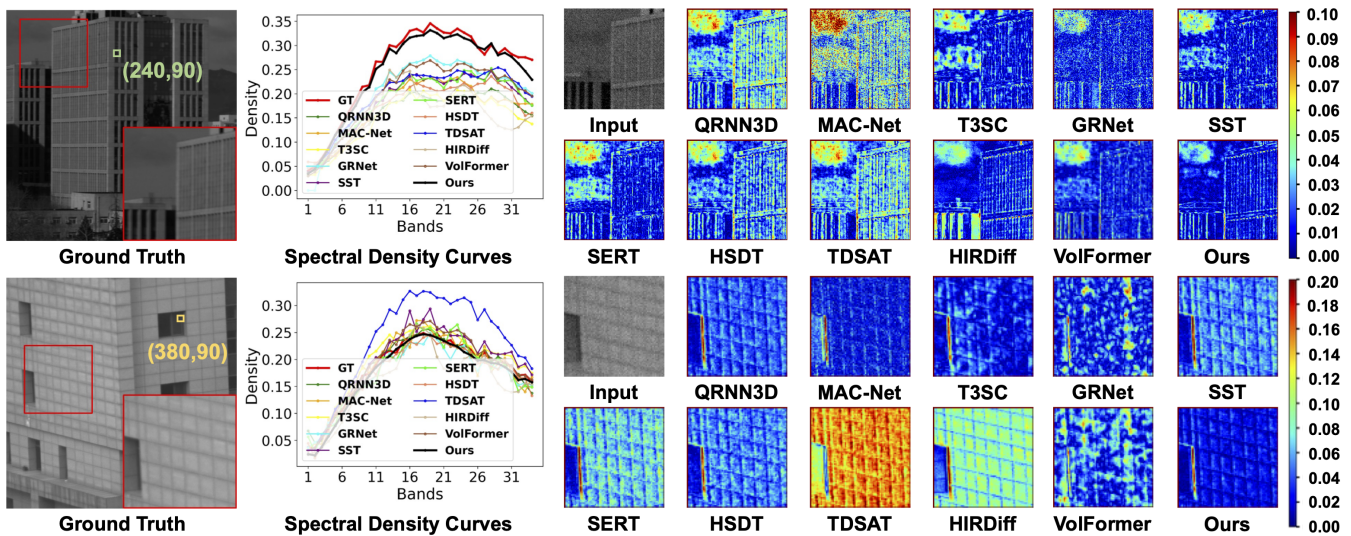 (240,90)
Ground Truth
Density
0.35
0.30
0.25
0.20
0.15
0.10
0.05
0.00
GT
QRNN3D
MAC-Net
T3SC
GRNet
SST
SERT
HSDT
TDSAT
HIRDiff
VolFormer
Ours
1 6 11 16 21 26 31
Bands
Spectral Density Curves
Input QRNN3D MAC-Net T3SC GRNet SST
SERT HSDT TDSAT HIRDiff VolFormer Ours
0.10
0.09
0.08
0.07
0.06
0.05
0.04
0.03
0.02
0.01
0.00
(380,90)
Ground Truth
Density
0.30
0.25
0.20
0.15
0.10
0.05
GT
QRNN3D
MAC-Net
T3SC
GRNet
SST
SERT
HSDT
TDSAT
HIRDiff
VolFormer
Ours
1 6 11 16 21 26 31
Bands
Spectral Density Curves
Input QRNN3D MAC-Net T3SC GRNet SST
SERT HSDT TDSAT HIRDiff VolFormer Ours
0.20
0.18
0.16
0.14
0.12
0.10
0.08
0.06
0.04
0.02
0.00